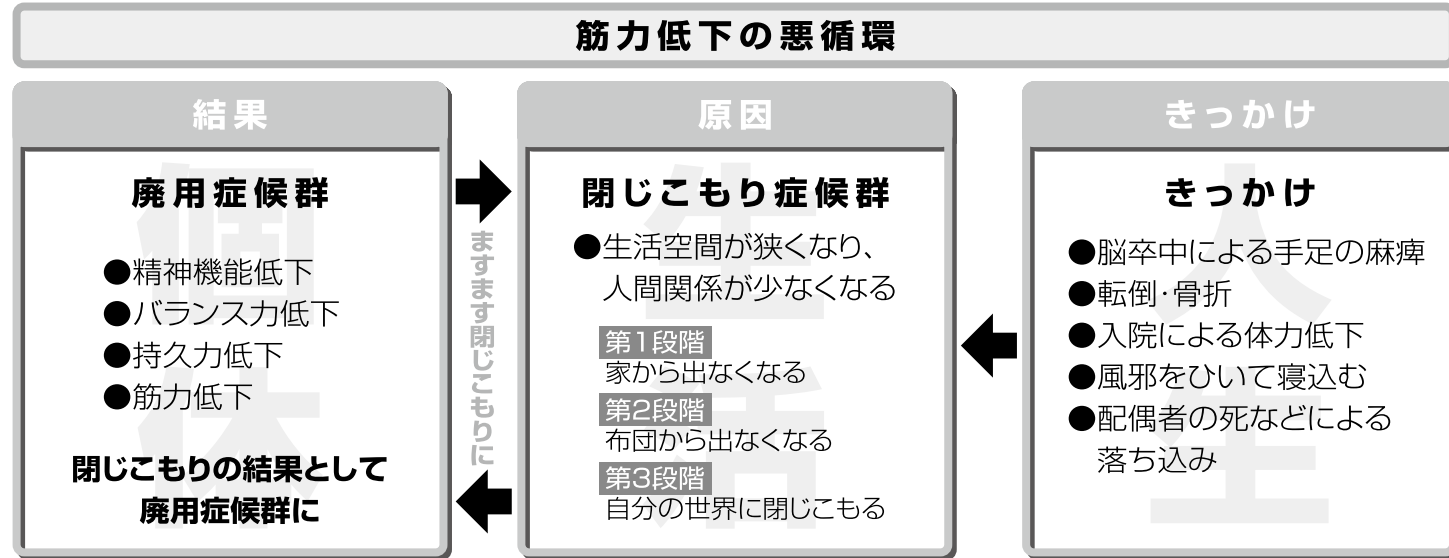 筋力低下の悪循環
結果
個体
廃用症候群
●精神機能低下
●バランス力低下
●持久力低下
●筋力低下
閉じこもりの結果として
廃用症候群に
ますます閉じこもりに
原因
生活
閉じこもり症候群
●生活空間が狭くなり、
人間関係が少なくなる
第1段階
家から出なくなる
第2段階
布団から出なくなる
第3段階
自分の世界に閉じこもる
きっかけ
人生
きっかけ
●脳卒中による手足の麻痺
●転倒・骨折
●入院による体力低下
●風邪をひいて寝込む
●配偶者の死などによる
落ち込み